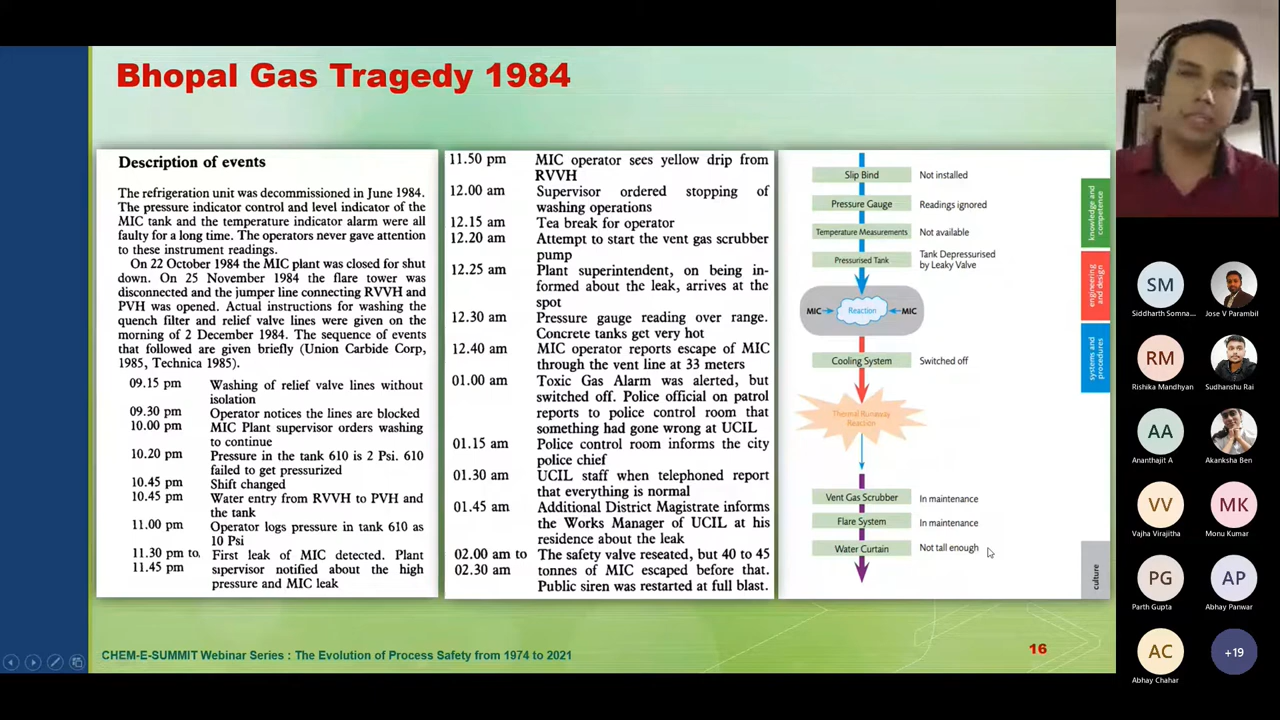 Bhopal Gas Tragedy 1984
Description of events
The refrigeration unit was decommissioned in June 1984.
The pressure indicator control and level indicator of the
MIC tank and the temperature indicator alarm were all
faulty for a long time. The operators never gave attention
to these instrument readings.
On 22 October 1984 the MIC plant was closed for shut
down. On 25 November 1984 the flare tower was
disconnected and the jumper line connecting RVVH and
PVH was opened. Actual instructions for washing the
quench filter and relief valve lines were given on the
morning of 2 December 1984. The sequence of events
that followed are given briefly (Union Carbide Corp,
1985, Technica 1985).
09.15 pm Washing of relief valve lines without
isolation
09.30 pm Operator notices the lines are blocked
10.00 pm MIC Plant supervisor orders washing
to continue
10.20 pm Pressure in the tank 610 is 2 Psi. 610
failed to get pressurized
10.45 pm Shift changed
10.45 pm Water entry from RVVH to PVH and
the tank
11.00 pm Operator logs pressure in tank 610 as
10 Psi
11.30 pm to. First leak of MIC detected. Plant
11.45 pm supervisor notified about the high
pressure and MIC leak
11.50 pm MIC operator sees yellow drip from
RVVH
12.00 am Supervisor ordered stopping of
washing operations
12.15 am Tea break for operator
12.20 am Attempt to start the vent gas scrubber
pump
12.25 am Plant superintendent, on being in-
formed about the leak, arrives at the
spot
12.30 am Pressure gauge reading over range.
Concrete tanks get very hot
12.40 am MIC operator reports escape of MIC
through the vent line at 33 meters
01.00 am Toxic Gas Alarm was alerted, but
switched off. Police official on patrol
reports to police control room that
something had gone wrong at UCIL
01.15 am Police control room informs the city
police chief
01.30 am UCIL staff when telephoned report
that everything is normal
01.45 am Additional District Magistrate informs
the Works Manager of UCIL at his
residence about the leak
02.00 am to The safety valve reseated, but 40 to 45
02.30 am tonnes of MIC escaped before that.
Public siren was restarted at full blast.
Slip Bind Not installed
Pressure Gauge Readings ignored
Temperature Measurements Not available
Pressurised Tank Tank Depressurised
by Leaky Valve
MIC Reaction MIC
Cooling System Switched off
Thermal Runaway
Reaction
Vent Gas Scrubber In maintenance
Flare System In maintenance
Water Curtain Not tall enough
knowledge and
competence
engineering
and design
systems and
procedures
culture
CHEM-E-SUMMIT Webinar Series : The Evolution of Process Safety from 1974 to 2021
16
SM
Siddharth Somna...
Jose V Parambil
RM
Rishika Mandhyan
Sudhanshu Rai
AA
Ananthajit A
Akanksha Ben
VV
Vajha Virajitha
MK
Monu Kumar
PG
Parth Gupta
AP
Abhay Panwar
AC
Abhay Chahar
+19